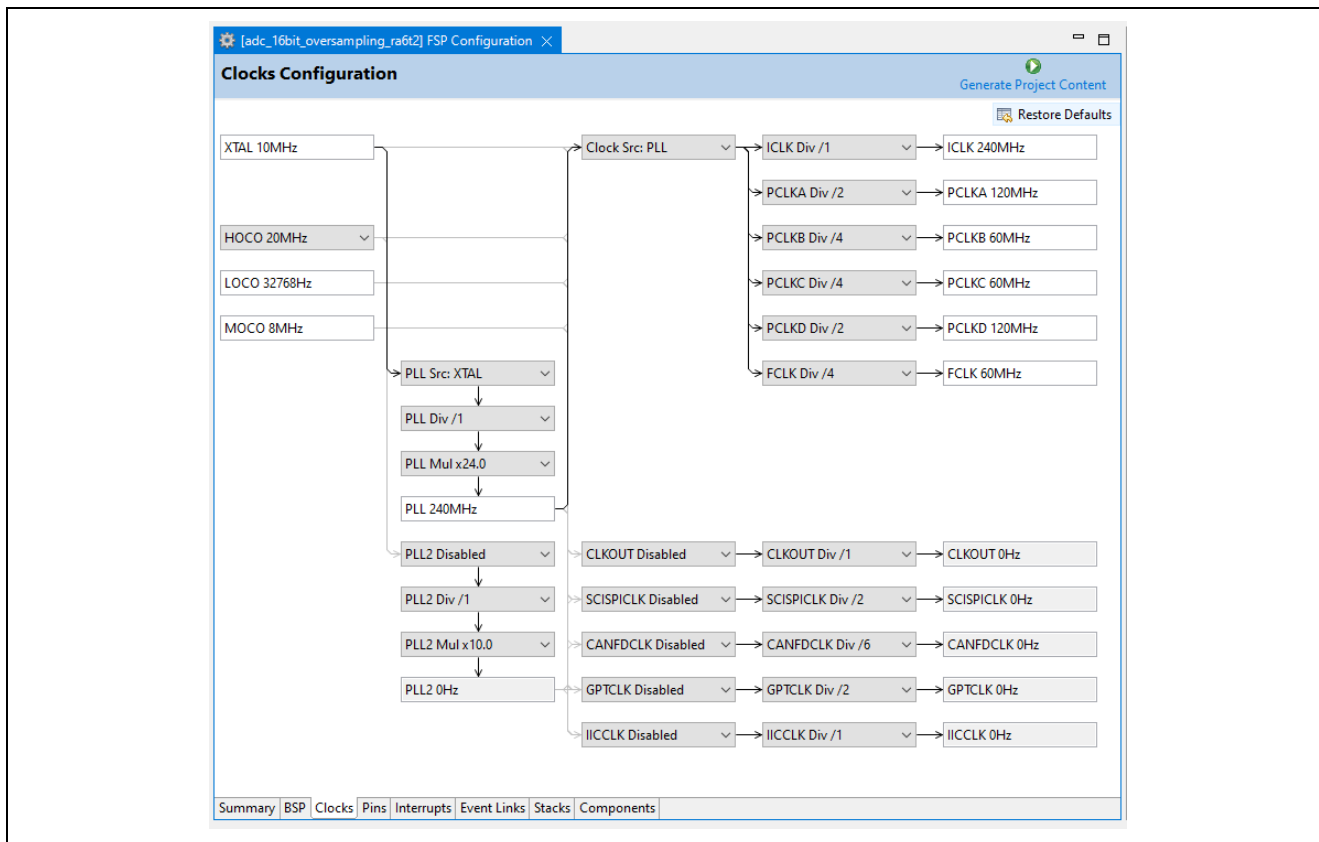 [adc_16bit_oversampling_ra6t2] FSP Configuration
Clocks Configuration
Generate Project Content
Restore Defaults
XTAL 10MHz
Clock Src: PLL
ICLK Div /1
ICLK 240MHz
PCLKA Div /2
PCLKA 120MHz
HOCO 20MHz
PCLKB Div /4
PCLKB 60MHz
LOCO 32768Hz
PCLKC Div /4
PCLKC 60MHz
MOCO 8MHz
PCLKD Div /2
PCLKD 120MHz
PLL Src: XTAL
FCLK Div /4
FCLK 60MHz
PLL Div /1
PLL Mul x24.0
PLL 240MHz
PLL2 Disabled
CLKOUT Disabled
CLKOUT Div /1
CLKOUT 0Hz
PLL2 Div /1
SCISPICLK Disabled
SCISPICLK Div /2
SCISPICLK 0Hz
PLL2 Mul x10.0
CANFDCLK Disabled
CANFDCLK Div /6
CANFDCLK 0Hz
PLL2 0Hz
GPTCLK Disabled
GPTCLK Div /2
GPTCLK 0Hz
IICCLK Disabled
IICCLK Div /1
IICCLK 0Hz
Summary BSP Clocks Pins Interrupts Event Links Stacks Components